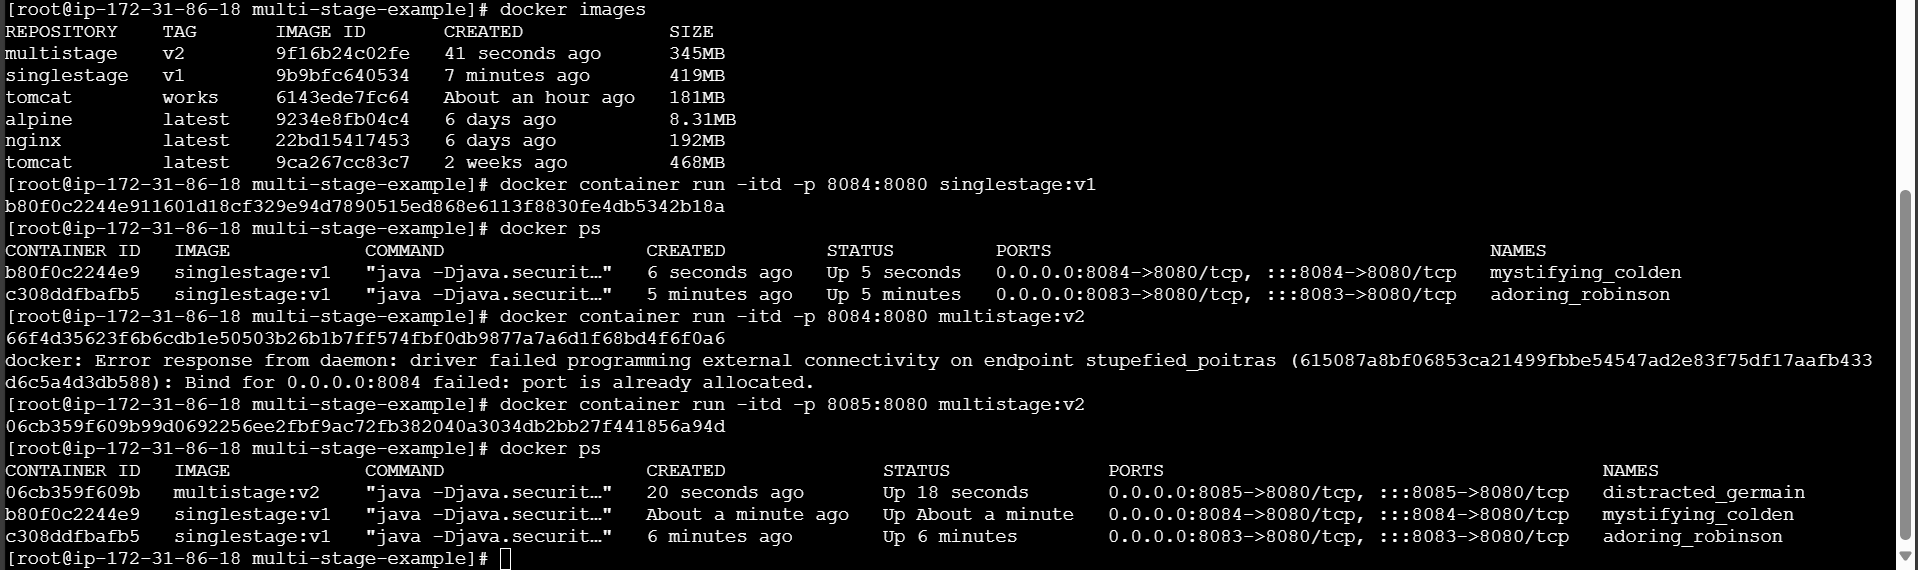 [root@ip-172-31-86-18 multi-stage-example]# docker images
REPOSITORY    TAG       IMAGE ID       CREATED             SIZE
multistage    v2        9f16b24c02fe   41 seconds ago      345MB
singlestage   v1        9b9bfc640534   7 minutes ago       419MB
tomcat        works     6143ede7fc64   About an hour ago   181MB
alpine        latest    9234e8fb04c4   6 days ago          8.31MB
nginx         latest    22bd15417453   6 days ago          192MB
tomcat        latest    9ca267cc83c7   2 weeks ago         468MB
[root@ip-172-31-86-18 multi-stage-example]# docker container run -itd -p 8084:8080 singlestage:v1
b80f0c2244e911601d18cf329e94d7890515ed868e6113f8830fe4db5342b18a
[root@ip-172-31-86-18 multi-stage-example]# docker ps
CONTAINER ID   IMAGE            COMMAND                  CREATED         STATUS         PORTS                                       NAMES
b80f0c2244e9   singlestage:v1   "java -Djava.securit…"   6 seconds ago   Up 5 seconds   0.0.0.0:8084->8080/tcp, :::8084->8080/tcp   mystifying_colden
c308ddfbafb5   singlestage:v1   "java -Djava.securit…"   5 minutes ago   Up 5 minutes   0.0.0.0:8083->8080/tcp, :::8083->8080/tcp   adoring_robinson
[root@ip-172-31-86-18 multi-stage-example]# docker container run -itd -p 8084:8080 multistage:v2
66f4d35623f6b6cdb1e50503b26b1b7ff574fbf0db9877a7a6d1f68bd4f6f0a6
docker: Error response from daemon: driver failed programming external connectivity on endpoint stupefied_poitras (615087a8bf06853ca21499fbbe54547ad2e83f75df17aafb433
d6c5a4d3db588): Bind for 0.0.0.0:8084 failed: port is already allocated.
[root@ip-172-31-86-18 multi-stage-example]# docker container run -itd -p 8085:8080 multistage:v2
06cb359f609b99d0692256ee2fbf9ac72fb382040a3034db2bb27f441856a94d
[root@ip-172-31-86-18 multi-stage-example]# docker ps
CONTAINER ID   IMAGE            COMMAND                  CREATED              STATUS              PORTS                                       NAMES
06cb359f609b   multistage:v2    "java -Djava.securit…"   20 seconds ago       Up 18 seconds       0.0.0.0:8085->8080/tcp, :::8085->8080/tcp   distracted_germain
b80f0c2244e9   singlestage:v1   "java -Djava.securit…"   About a minute ago   Up About a minute   0.0.0.0:8084->8080/tcp, :::8084->8080/tcp   mystifying_colden
c308ddfbafb5   singlestage:v1   "java -Djava.securit…"   6 minutes ago        Up 6 minutes        0.0.0.0:8083->8080/tcp, :::8083->8080/tcp   adoring_robinson
[root@ip-172-31-86-18 multi-stage-example]#